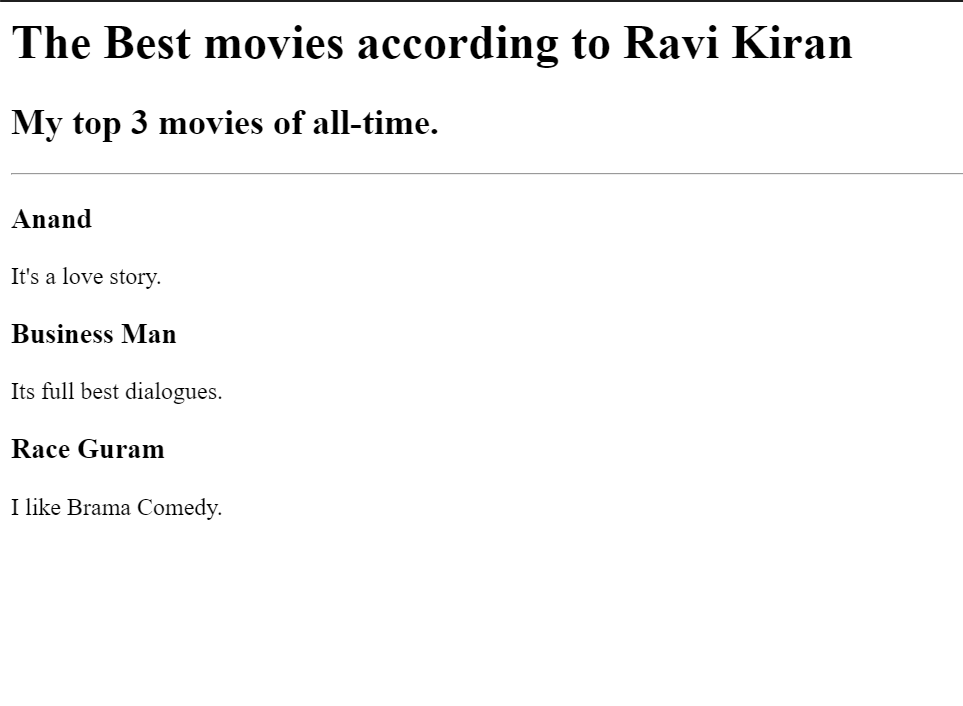 The Best movies according to Ravi Kiran
My top 3 movies of all-time.
Anand
It's a love story.
Business Man
Its full best dialogues.
Race Guram
I like Brama Comedy.